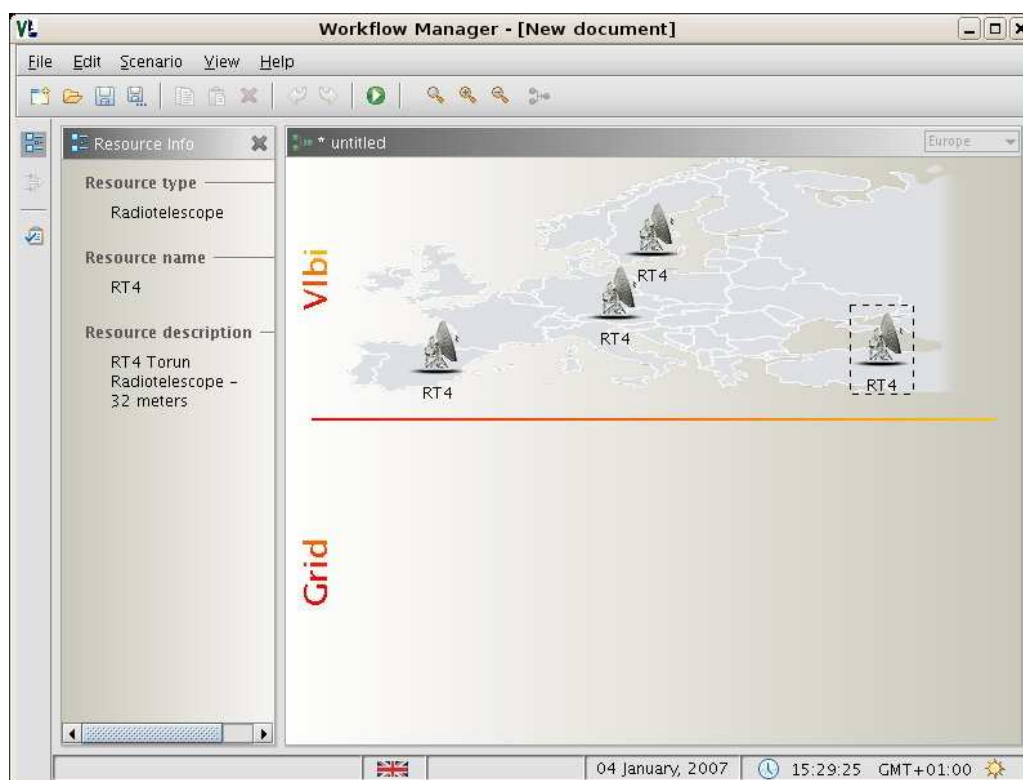 VL
Workflow Manager - [New document]
File Edit Scenario View Help
Resource Info
Resource type
Radiotelescope
Resource name
RT4
Resource description
RT4 Torun
Radiotelescope -
32 meters
* untitled
Europe
Vlbi
RT4
RT4
RT4
RT4
Grid
04 January, 2007
15:29:25 GMT+01:00